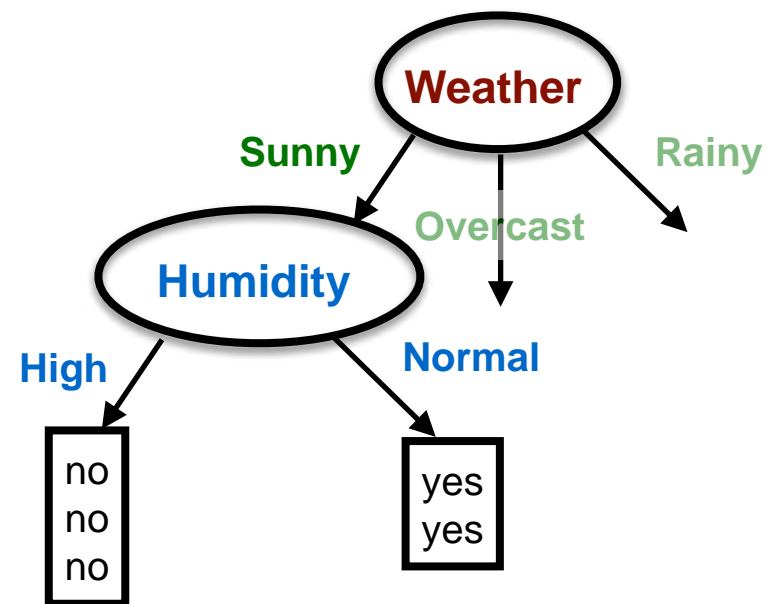 Weather
Sunny
Rainy
Overcast
Humidity
High
Normal
no
no
no
yes
yes